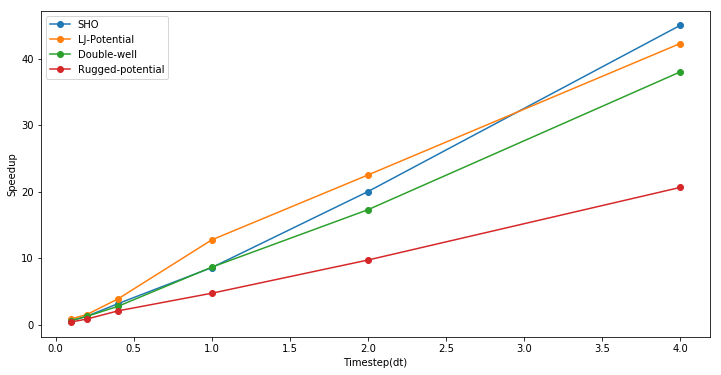 SHO
LJ-Potential
Double-well
Rugged-potential
Speedup
40
30
20
10
0
0.0 0.5 1.0 1.5 2.0 2.5 3.0 3.5 4.0
Timestep(dt)